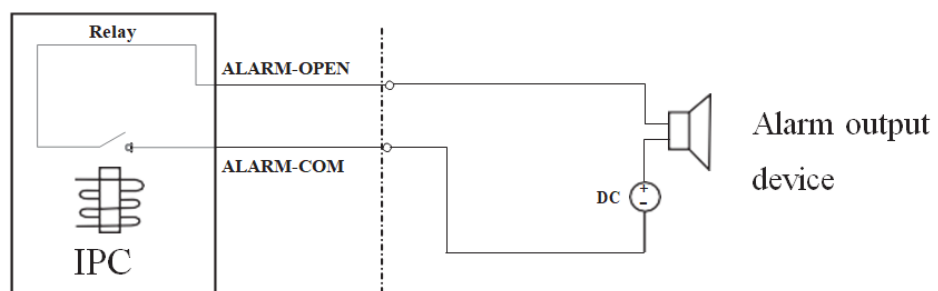 Relay
ALARM-OPEN
ALARM-COM
IPC
DC
+
-
Alarm output
device